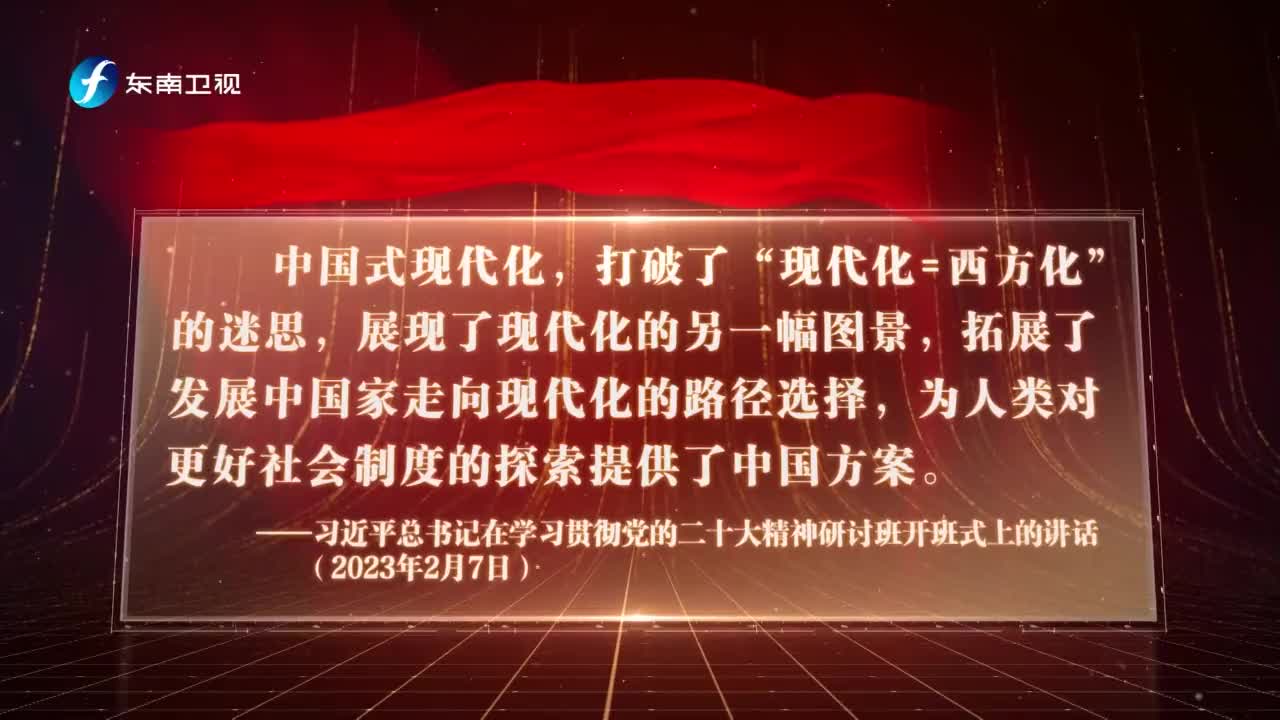 东南卫视
中国式现代化，打破了“现代化=西方化”
的迷思，展现了现代化的另一幅图景，拓展了
发展中国家走向现代化的路径选择，为人类对
更好社会制度的探索提供了中国方案。
——习近平总书记在学习贯彻党的二十大精神研讨班开班式上的讲话
（2023年2月7日）